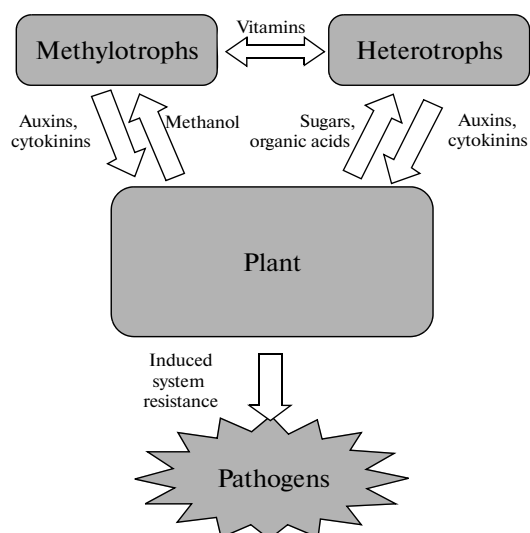 Vitamins
Methylotrophs
Heterotrophs
Auxins,
cytokinins
Methanol
Sugars,
organic acids
Auxins,
cytokinins
Plant
Induced
system
resistance
Pathogens